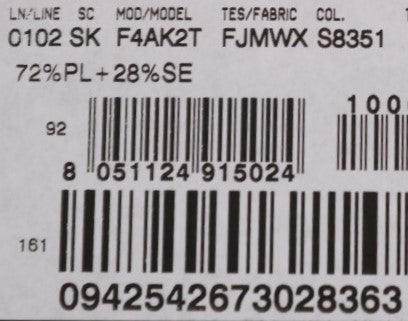 LN/LINE SC MOD/MODEL TES/FABRIC COL.
0102 SK F4AK2T FJMWX S8351
72%PL+28%SE
100
92
8 051124 915024
161
0942542673028363